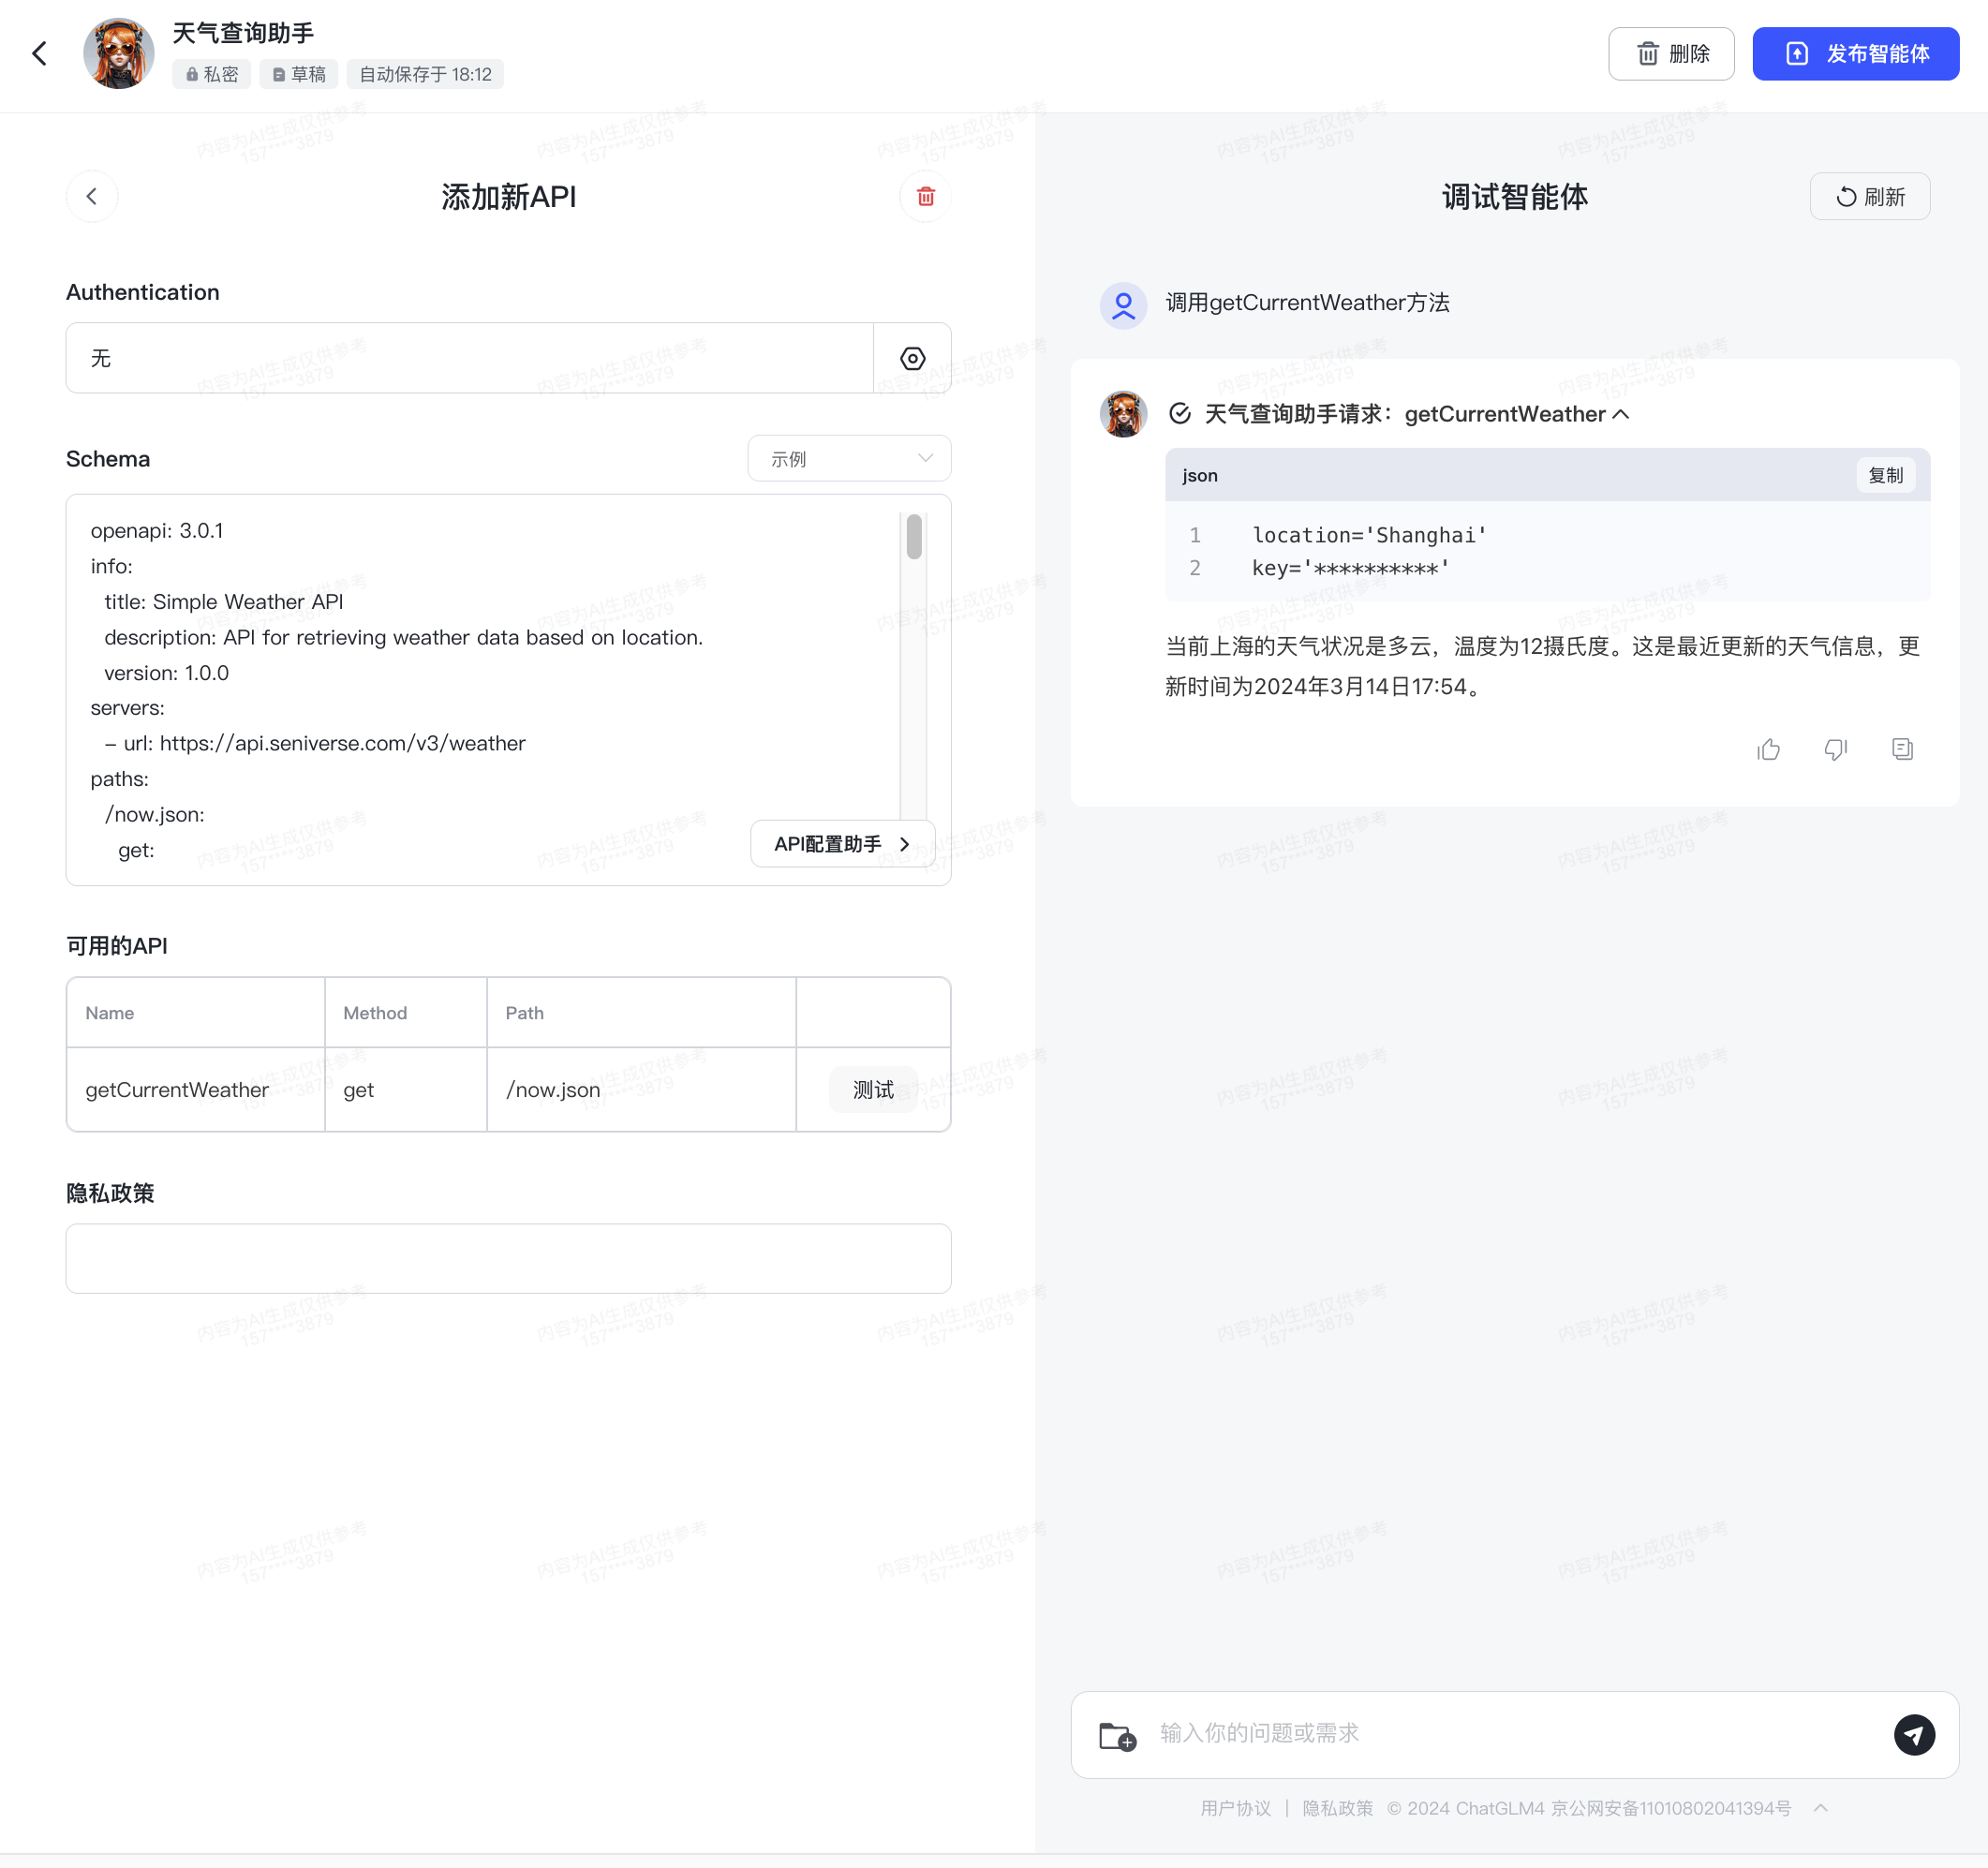 天气查询助手
私密 草稿 自动保存于 18:12
删除 发布智能体
添加新API
Authentication
无
Schema 示例
openapi: 3.0.1
info:
title: Simple Weather API
description: API for retrieving weather data based on location.
version: 1.0.0
servers:
– url: https://api.seniverse.com/v3/weather
paths:
/now.json:
get:
API配置助手
可用的API
Name Method Path
getCurrentWeather get /now.json 测试
隐私政策
调试智能体 刷新
调用getCurrentWeather方法
天气查询助手请求：getCurrentWeather
json 复制
1 location='Shanghai'
2 key='**********'
当前上海的天气状况是多云，温度为12摄氏度。这是最近更新的天气信息，更
新时间为2024年3月14日17:54。
输入你的问题或需求
用户协议 | 隐私政策 © 2024 ChatGLM4 京公网安备11010802041394号
内容为AI生成仅供参考
157****3879